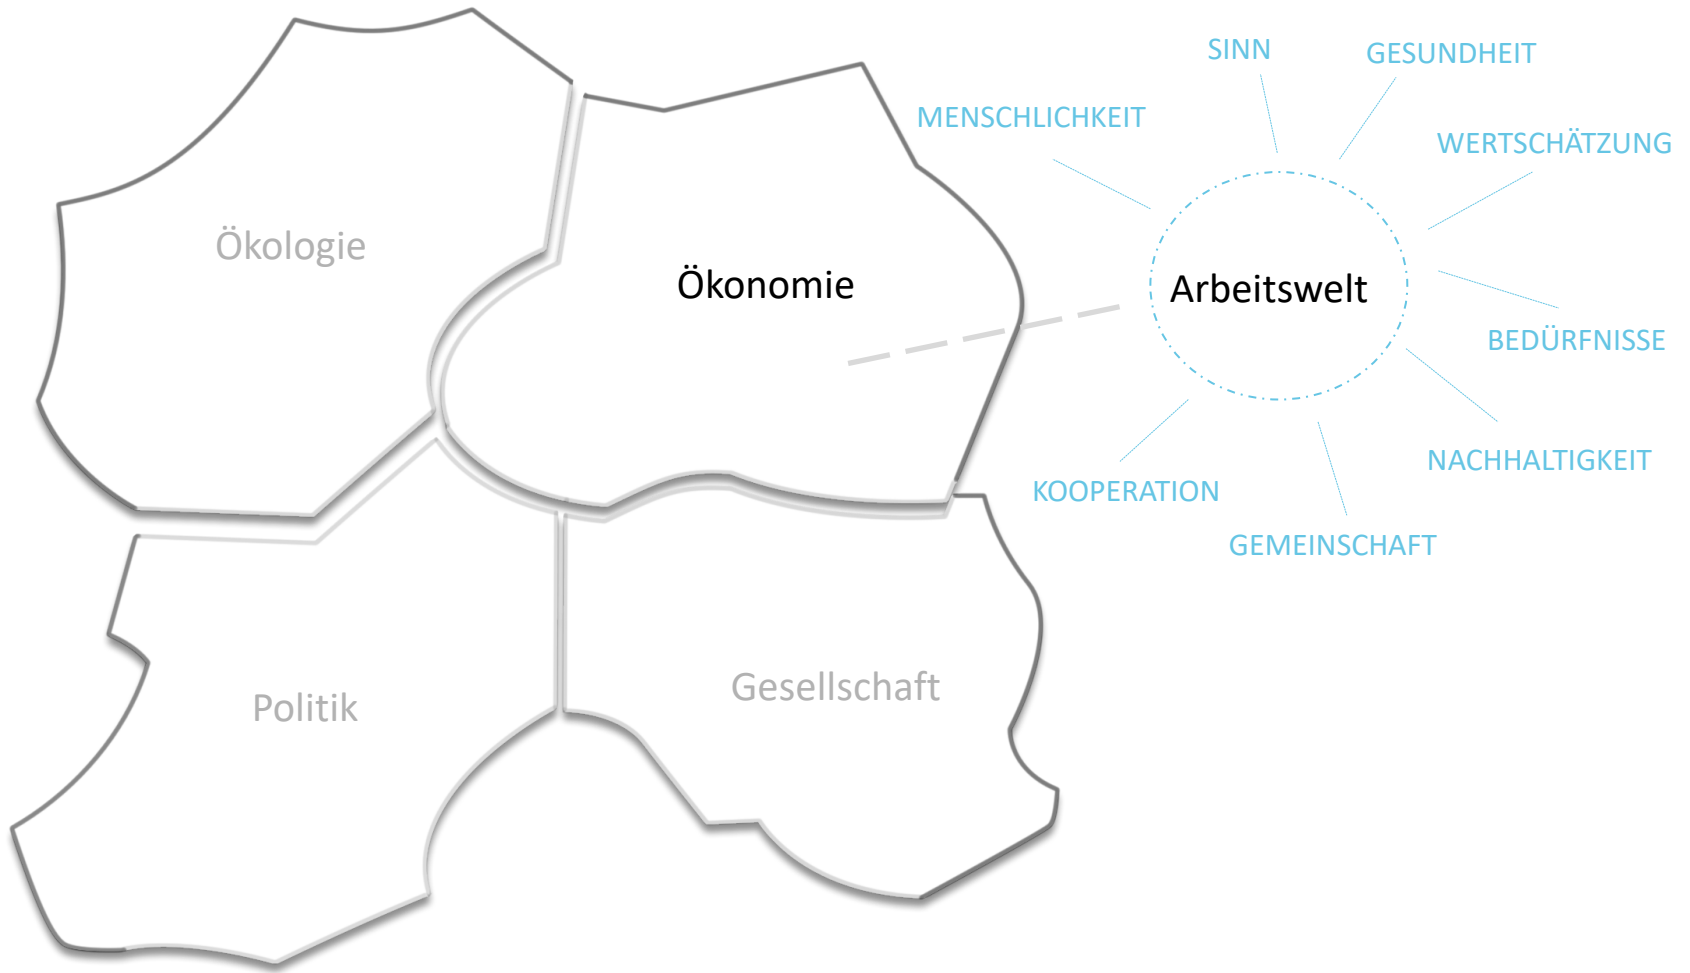 SINN
GESUNDHEIT
MENSCHLICHKEIT
WERTSCHÄTZUNG
Ökologie
Ökonomie
Arbeitswelt
BEDÜRFNISSE
NACHHALTIGKEIT
KOOPERATION
GEMEINSCHAFT
Politik
Gesellschaft